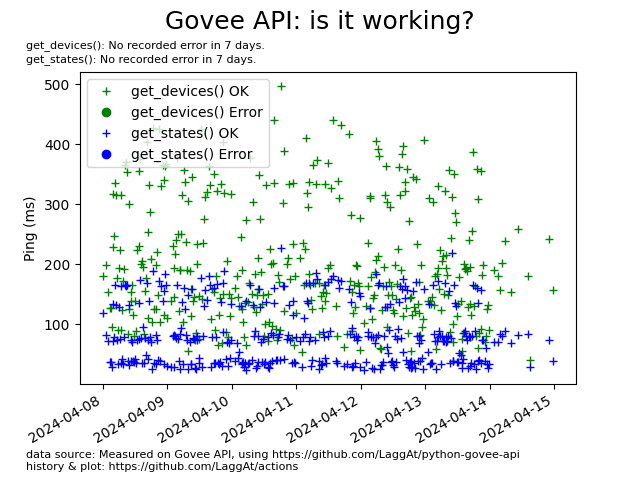 Govee API: is it working?
get_devices(): No recorded error in 7 days.
get_states(): No recorded error in 7 days.
get_devices() OK
get_devices() Error
get_states() OK
get_states() Error
Ping (ms)
500
400
300
200
100
2024-04-08
2024-04-09
2024-04-10
2024-04-11
2024-04-12
2024-04-13
2024-04-14
2024-04-15
data source: Measured on Govee API, using https://github.com/LaggAt/python-govee-api
history & plot: https://github.com/LaggAt/actions